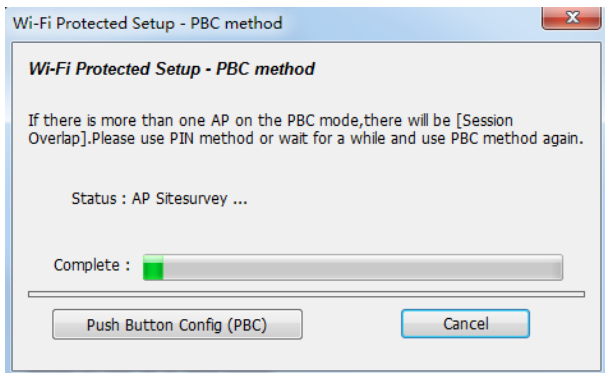 Wi-Fi Protected Setup - PBC method
Wi-Fi Protected Setup - PBC method
If there is more than one AP on the PBC mode,there will be [Session
Overlap].Please use PIN method or wait for a while and use PBC method again.
Status : AP Sitesurvey ...
Complete :
Push Button Config (PBC)
Cancel